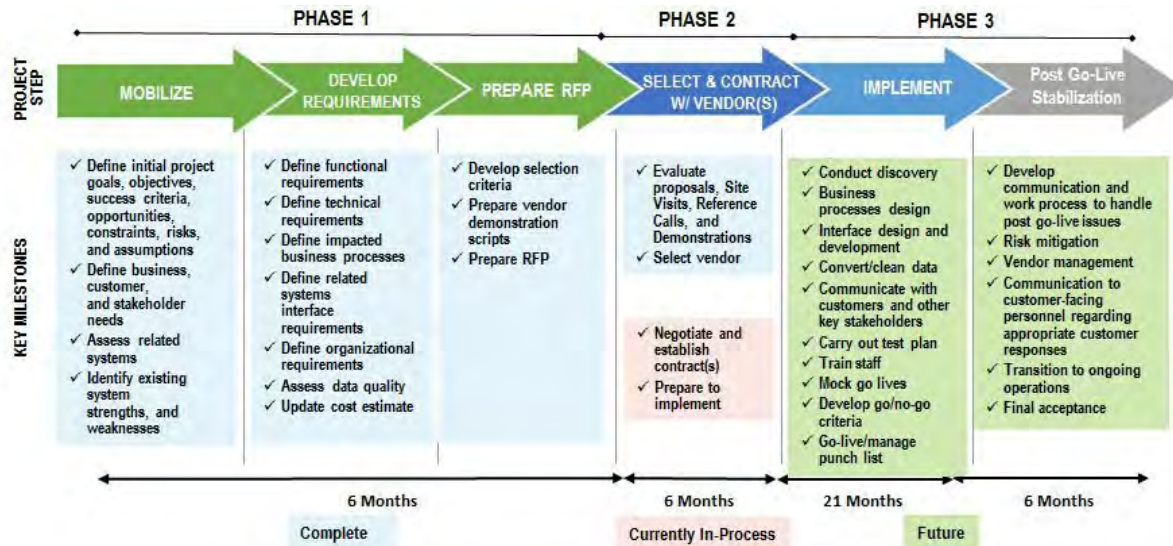 PHASE 1
PHASE 2
PHASE 3
PROJECT
STEP
MOBILIZE
DEVELOP
REQUIREMENTS
PREPARE RFP
SELECT & CONTRACT
W/ VENDOR(S)
IMPLEMENT
Post Go-Live
Stabilization
KEY MILESTONES
✓ Define initial project
goals, objectives,
success criteria,
opportunities,
constraints, risks,
and assumptions
✓ Define business,
customer,
and stakeholder
needs
✓ Assess related
systems
✓ Identify existing
system
strengths, and
weaknesses
✓ Define functional
requirements
✓ Define technical
requirements
✓ Define impacted
business processes
✓ Define related
systems
interface
requirements
✓ Define organizational
requirements
✓ Assess data quality
✓ Update cost estimate
✓ Develop selection
criteria
✓ Prepare vendor
demonstration
scripts
✓ Prepare RFP
✓ Evaluate
proposals, Site
Visits, Reference
Calls, and
Demonstrations
✓ Select vendor
✓ Negotiate and
establish
contract(s)
✓ Prepare to
implement
✓ Conduct discovery
✓ Business
processes design
✓ Interface design and
development
✓ Convert/clean data
✓ Communicate with
customers and other
key stakeholders
✓ Carry out test plan
✓ Train staff
✓ Mock go lives
✓ Develop go/no-go
criteria
✓ Go-live/manage
punch list
✓ Develop
communication and
work process to handle
post go-live issues
✓ Risk mitigation
✓ Vendor management
✓ Communication to
customer-facing
personnel regarding
appropriate customer
responses
✓ Transition to ongoing
operations
✓ Final acceptance
6 Months
6 Months
21 Months
6 Months
Complete
Currently In-Process
Future